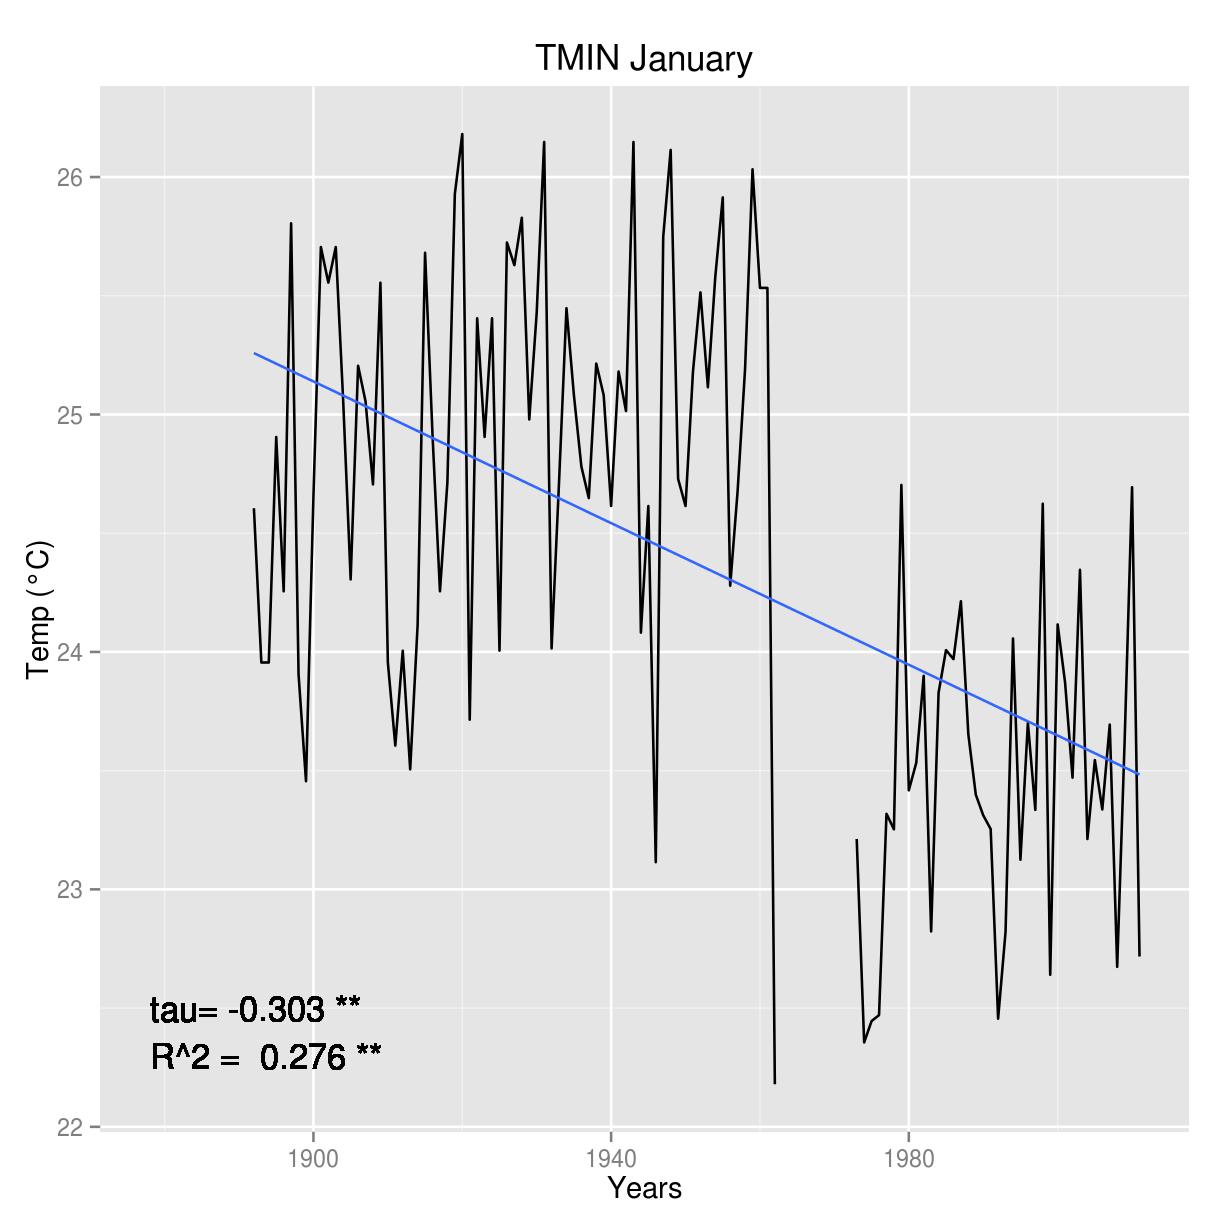 TMIN January
Temp (°C)
26
25
24
23
22
tau= -0.303 **
R^2 =  0.276 **
1900
1940
1980
Years